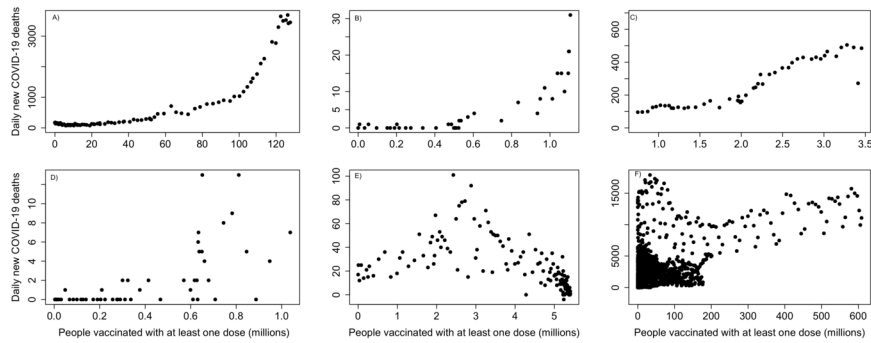 A)
Daily new COVID-19 deaths
0 1000 3000
0 20 40 60 80 100 120
B)
0 5 10 15 20 25 30
0.0 0.2 0.4 0.6 0.8 1.0
C)
0 200 400 600
1.0 1.5 2.0 2.5 3.0 3.5
D)
Daily new COVID-19 deaths
0 2 4 6 8 10
0.0 0.2 0.4 0.6 0.8 1.0
People vaccinated with at least one dose (millions)
E)
0 20 40 60 80 100
0 1 2 3 4 5
People vaccinated with at least one dose (millions)
F)
0 5000 15000
0 100 200 300 400 500 600
People vaccinated with at least one dose (millions)